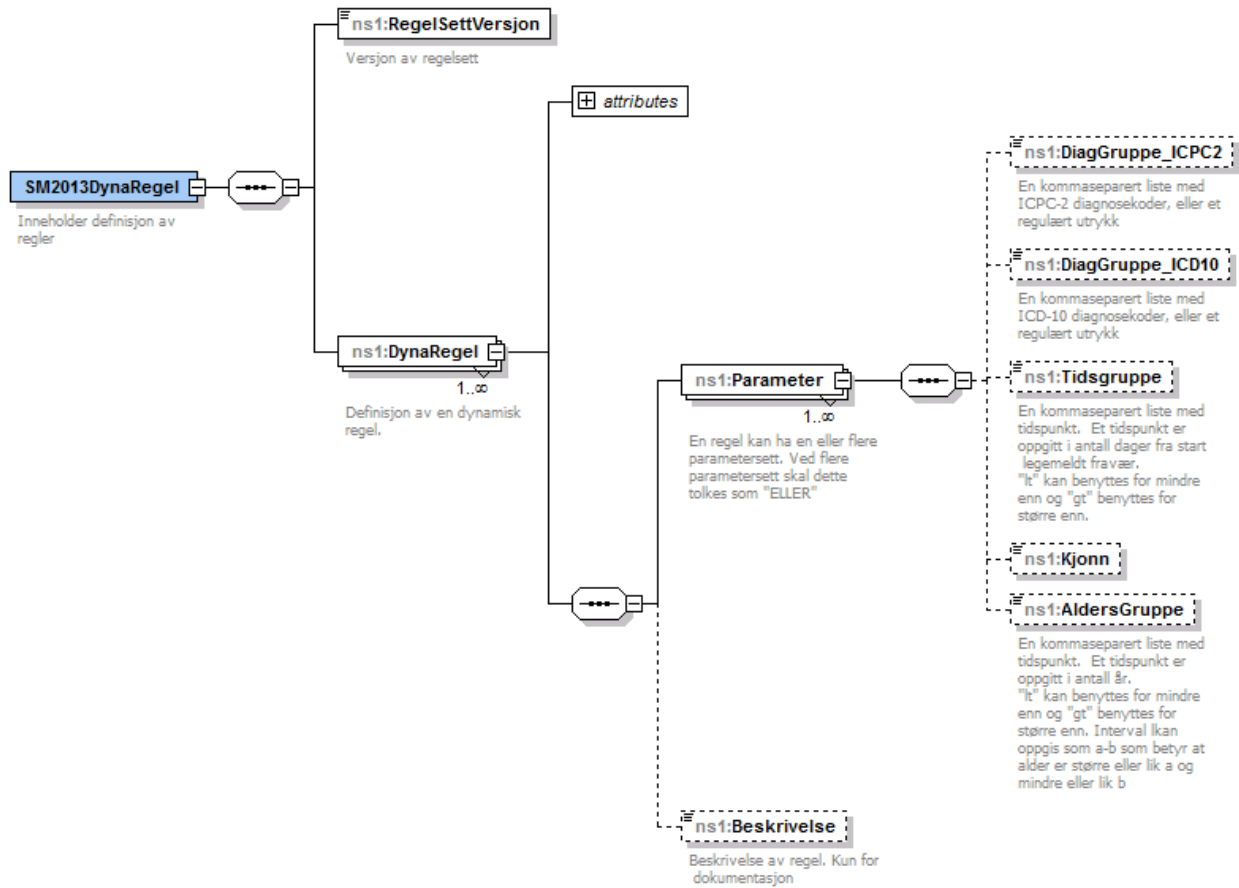 ns1:RegelSettVersjon
Versjon av regelsett
attributes
SM2013DynaRegel
Inneholder definisjon av
regler
ns1:DynaRegel
1..∞
Definisjon av en dynamisk
regel.
ns1:Parameter
1..∞
En regel kan ha en eller flere
parametersett. Ved flere
parametersett skal dette
tolkes som "ELLER"
ns1:DiagGruppe_ICPC2
En kommaseparert liste med
ICPC-2 diagnosekoder, eller et
regulært utrykk
ns1:DiagGruppe_ICD10
En kommaseparert liste med
ICD-10 diagnosekoder, eller et
regulært utrykk
ns1:Tidsgruppe
En kommaseparert liste med
tidspunkt. Et tidspunkt er
oppgitt i antall dager fra start
legemeldt fravær.
"lt" kan benyttes for mindre
enn og "gt" benyttes for
større enn.
ns1:Kjonn
ns1:AldersGruppe
En kommaseparert liste med
tidspunkt. Et tidspunkt er
oppgitt i antall år.
"lt" kan benyttes for mindre
enn og "gt" benyttes for
større enn. Interval lkan
oppgis som a-b som betyr at
alder er større eller lik a og
mindre eller lik b
ns1:Beskrivelse
Beskrivelse av regel. Kun for
dokumentasjon